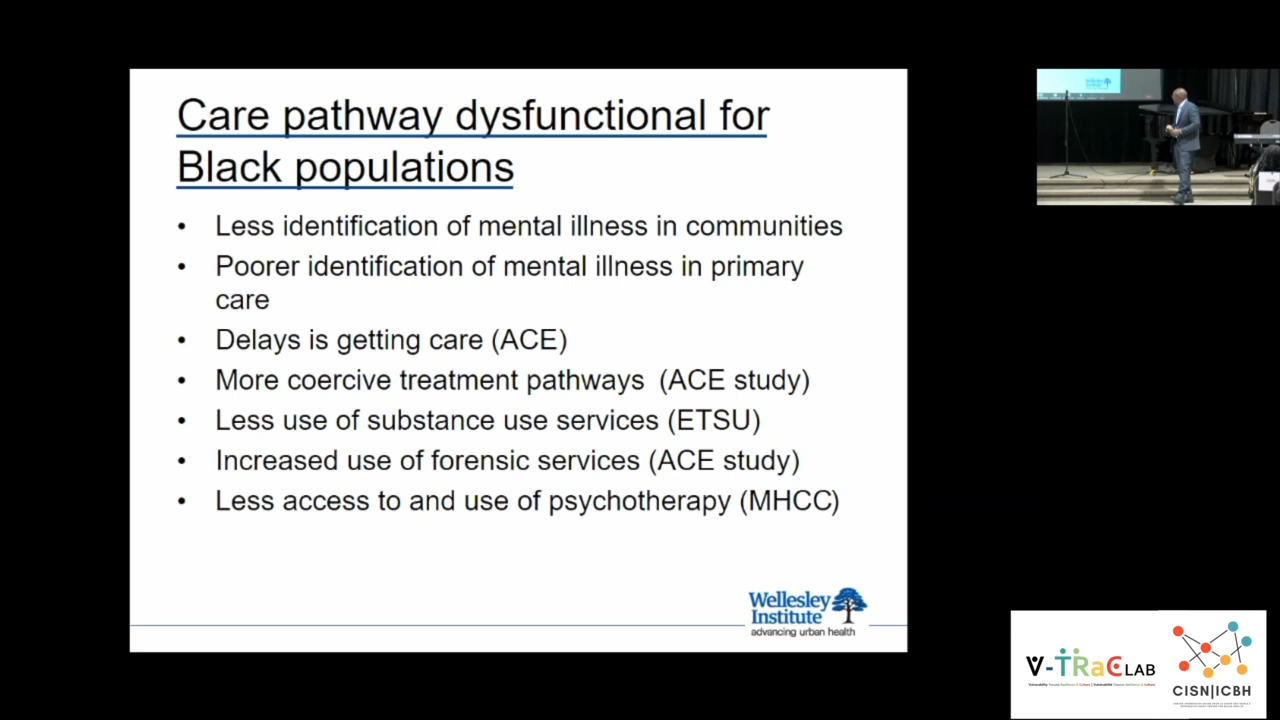 Care pathway dysfunctional for
Black populations
• Less identification of mental illness in communities
• Poorer identification of mental illness in primary
care
• Delays is getting care (ACE)
• More coercive treatment pathways (ACE study)
• Less use of substance use services (ETSU)
• Increased use of forensic services (ACE study)
• Less access to and use of psychotherapy (MHCC)
Wellesley
Institute
advancing urban health
V-TRaC LAB
CISN|ICBH